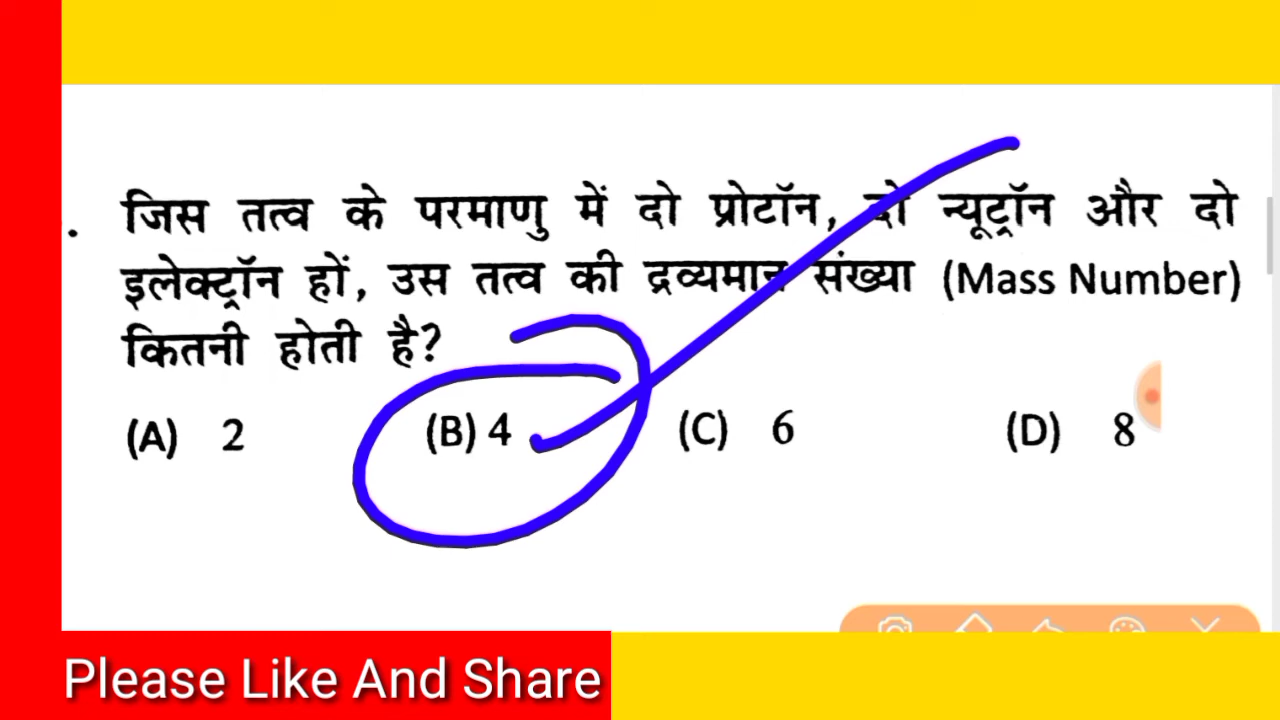 . जिस तत्व के परमाणु में दो प्रोटॉन, दो न्यूट्रॉन और दो
इलेक्ट्रॉन हों, उस तत्व की द्रव्यमान संख्या (Mass Number)
कितनी होती है?
(A) 2 (B) 4 (C) 6 (D) 8
Please Like And Share